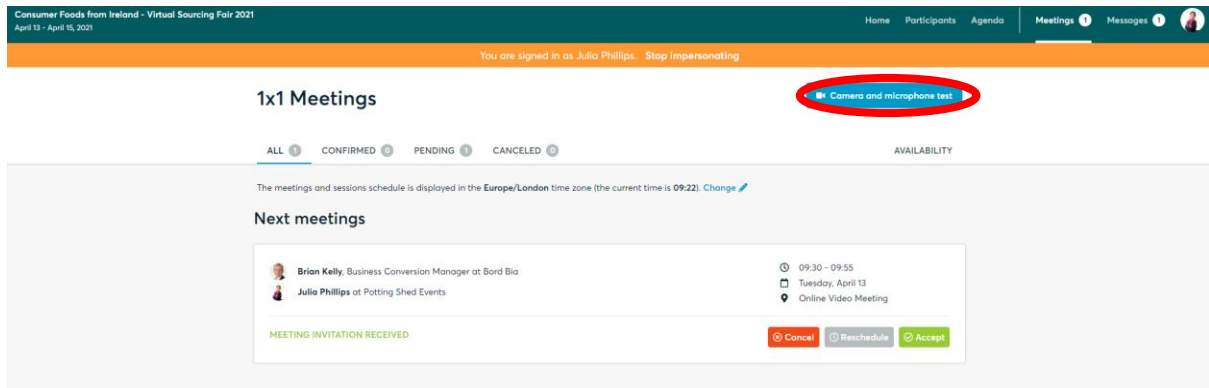 Consumer Foods from Ireland - Virtual Sourcing Fair 2021
April 13 - April 15, 2021
Home Participants Agenda Meetings 1 Messages 1
You are signed in as Julia Phillips. Stop impersonating
1x1 Meetings
Camera and microphone test
ALL 1 CONFIRMED 0 PENDING 1 CANCELED 0 AVAILABILITY
The meetings and sessions schedule is displayed in the Europe/London time zone (the current time is 09:22). Change
Next meetings
Brian Kelly, Business Conversion Manager at Bord Bia
Julia Phillips at Potting Shed Events
09:30 - 09:55
Tuesday, April 13
Online Video Meeting
MEETING INVITATION RECEIVED
Cancel Reschedule Accept